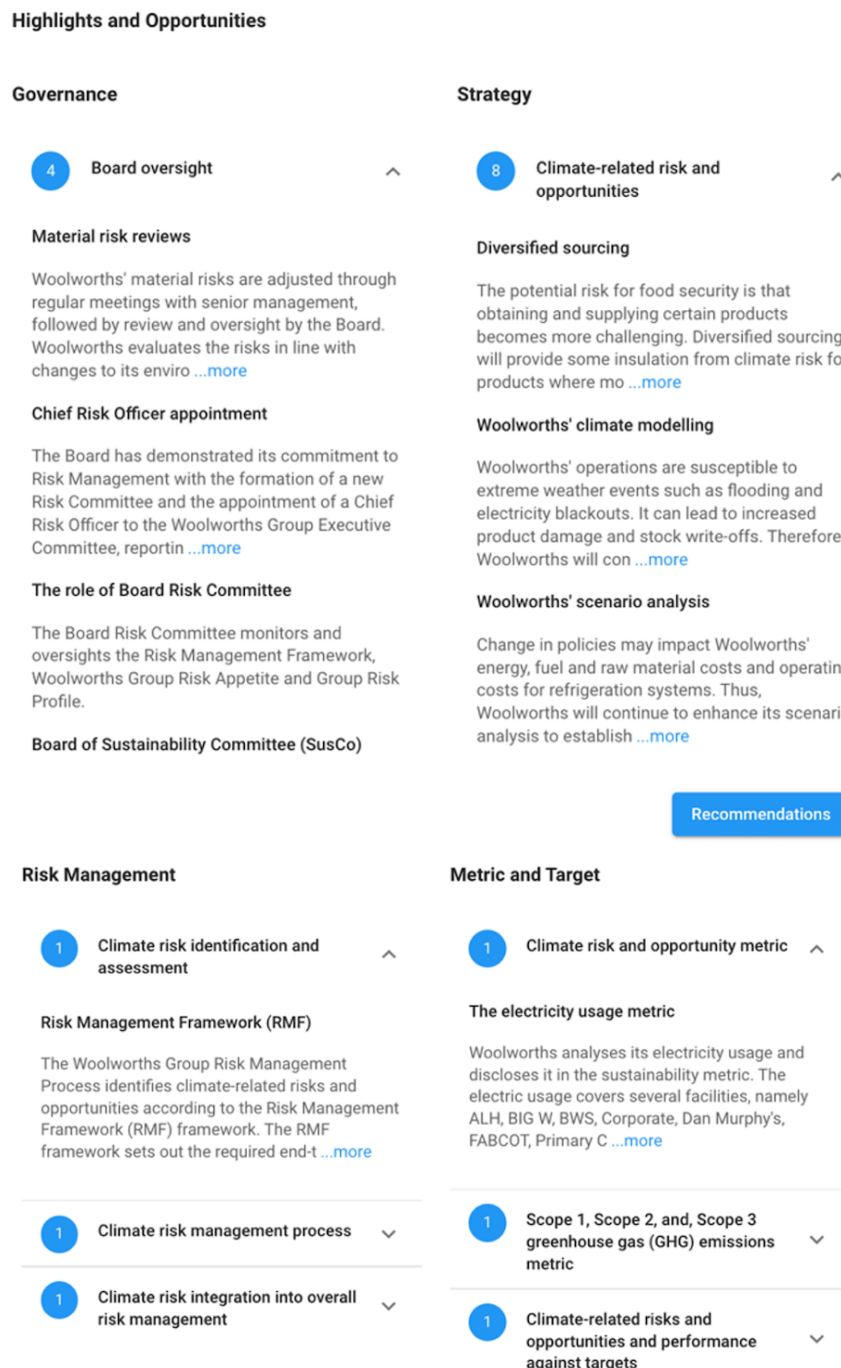 Highlights and Opportunities
Governance
4
Board oversight
Material risk reviews
Woolworths' material risks are adjusted through
regular meetings with senior management,
followed by review and oversight by the Board.
Woolworths evaluates the risks in line with
changes to its enviro ...more
Chief Risk Officer appointment
The Board has demonstrated its commitment to
Risk Management with the formation of a new
Risk Committee and the appointment of a Chief
Risk Officer to the Woolworths Group Executive
Committee, reportin ...more
The role of Board Risk Committee
The Board Risk Committee monitors and
oversights the Risk Management Framework,
Woolworths Group Risk Appetite and Group Risk
Profile.
Board of Sustainability Committee (SusCo)
Strategy
8
Climate-related risk and
opportunities
Diversified sourcing
The potential risk for food security is that
obtaining and supplying certain products
becomes more challenging. Diversified sourcing
will provide some insulation from climate risk fo
products where mo ...more
Woolworths' climate modelling
Woolworths' operations are susceptible to
extreme weather events such as flooding and
electricity blackouts. It can lead to increased
product damage and stock write-offs. Therefore
Woolworths will con ...more
Woolworths' scenario analysis
Change in policies may impact Woolworths'
energy, fuel and raw material costs and operatin
costs for refrigeration systems. Thus,
Woolworths will continue to enhance its scenari
analysis to establish ...more
Recommendations
Risk Management
1
Climate risk identification and
assessment
Risk Management Framework (RMF)
The Woolworths Group Risk Management
Process identifies climate-related risks and
opportunities according to the Risk Management
Framework (RMF) framework. The RMF
framework sets out the required end-t ...more
1
Climate risk management process
1
Climate risk integration into overall
risk management
Metric and Target
1
Climate risk and opportunity metric
The electricity usage metric
Woolworths analyses its electricity usage and
discloses it in the sustainability metric. The
electric usage covers several facilities, namely
ALH, BIG W, BWS, Corporate, Dan Murphy's,
FABCOT, Primary C ...more
1
Scope 1, Scope 2, and, Scope 3
greenhouse gas (GHG) emissions
metric
1
Climate-related risks and
opportunities and performance
against targets